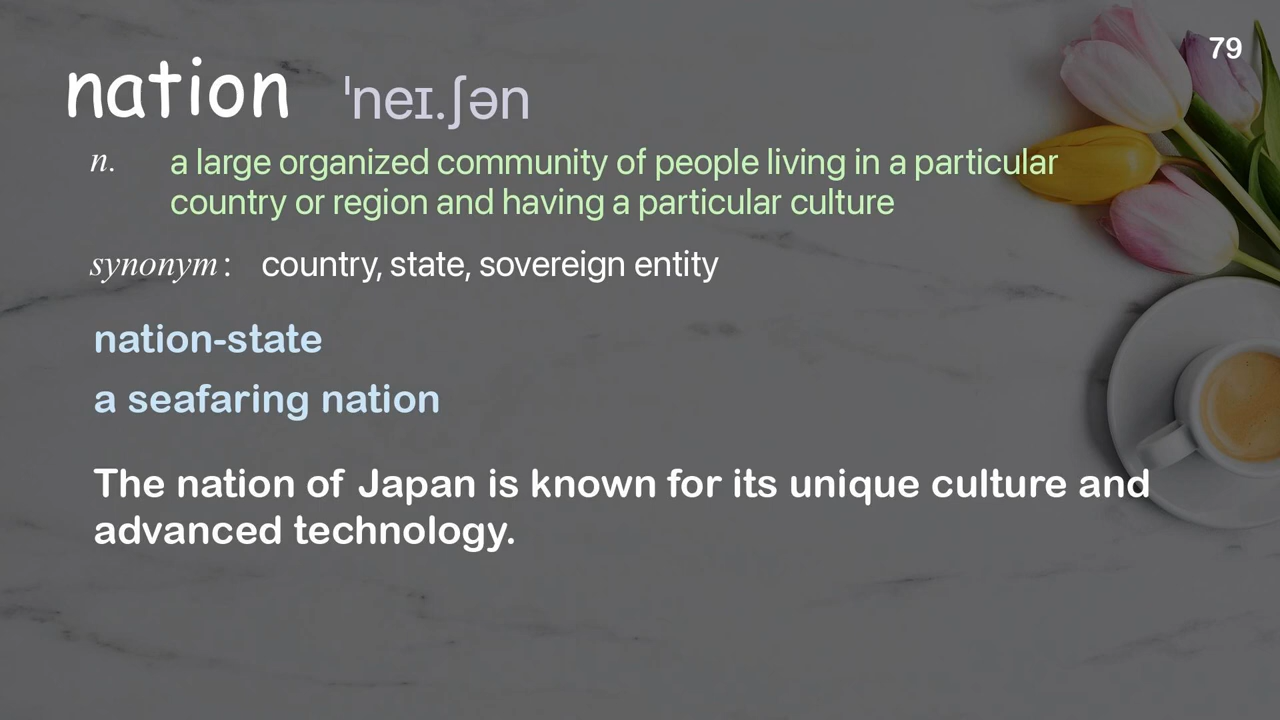 79
nation ˈneɪ.ʃən
n. a large organized community of people living in a particular
country or region and having a particular culture
synonym: country, state, sovereign entity
nation-state
a seafaring nation
The nation of Japan is known for its unique culture and
advanced technology.